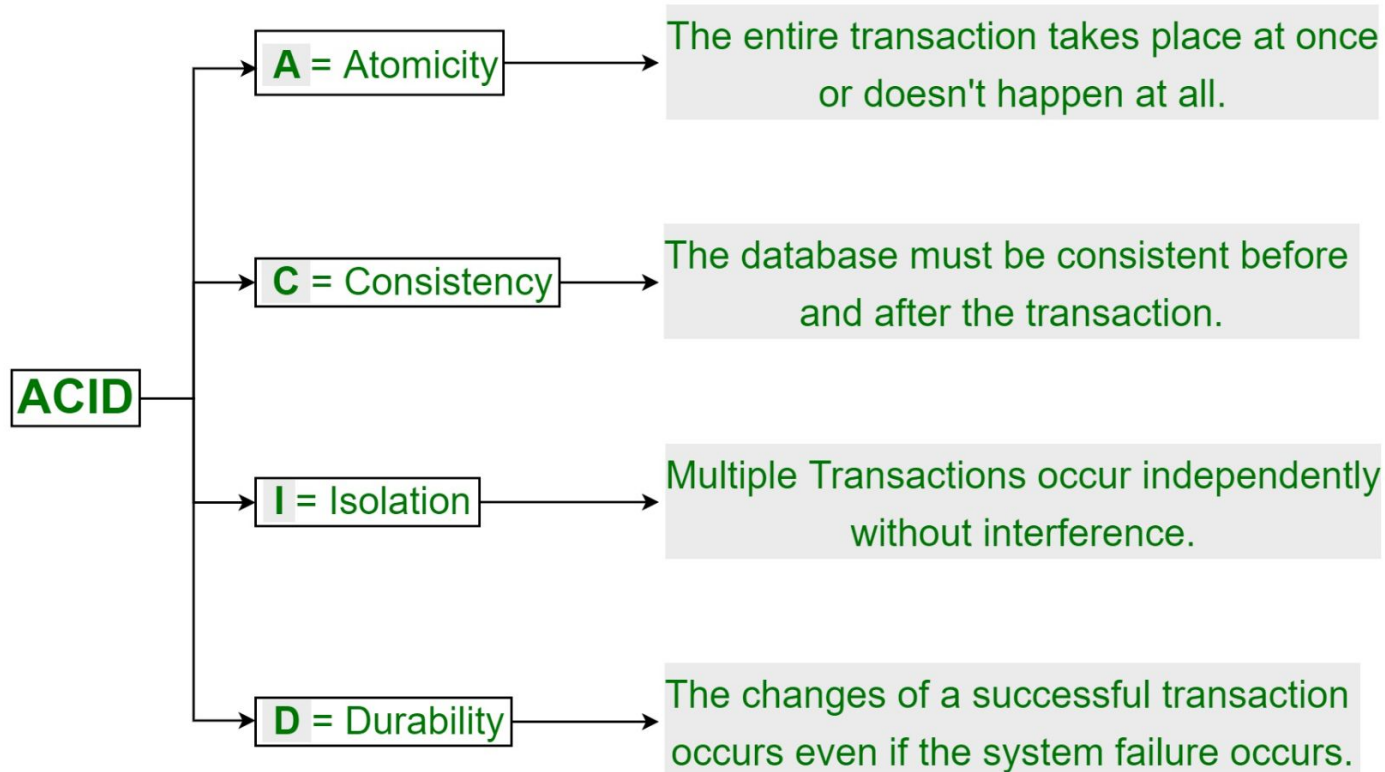 A = Atomicity
The entire transaction takes place at once
or doesn't happen at all.
C = Consistency
The database must be consistent before
and after the transaction.
ACID
I = Isolation
Multiple Transactions occur independently
without interference.
D = Durability
The changes of a successful transaction
occurs even if the system failure occurs.